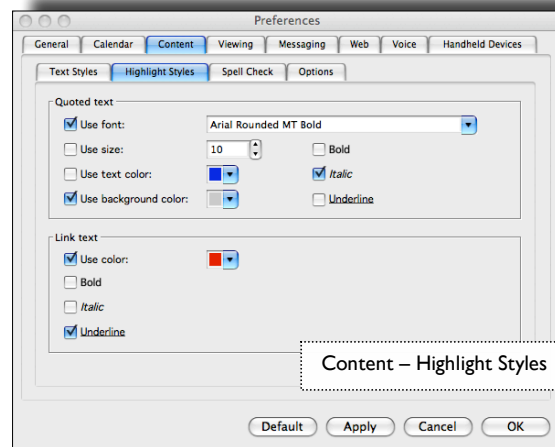 Preferences
General Calendar Content Viewing Messaging Web Voice Handheld Devices
Text Styles Highlight Styles Spell Check Options
Quoted text
Use font: Arial Rounded MT Bold
Use size: 10 Bold
Use text color: Italic
Use background color: Underline
Link text
Use color:
Bold
Italic
Underline
Content – Highlight Styles
Default Apply Cancel OK